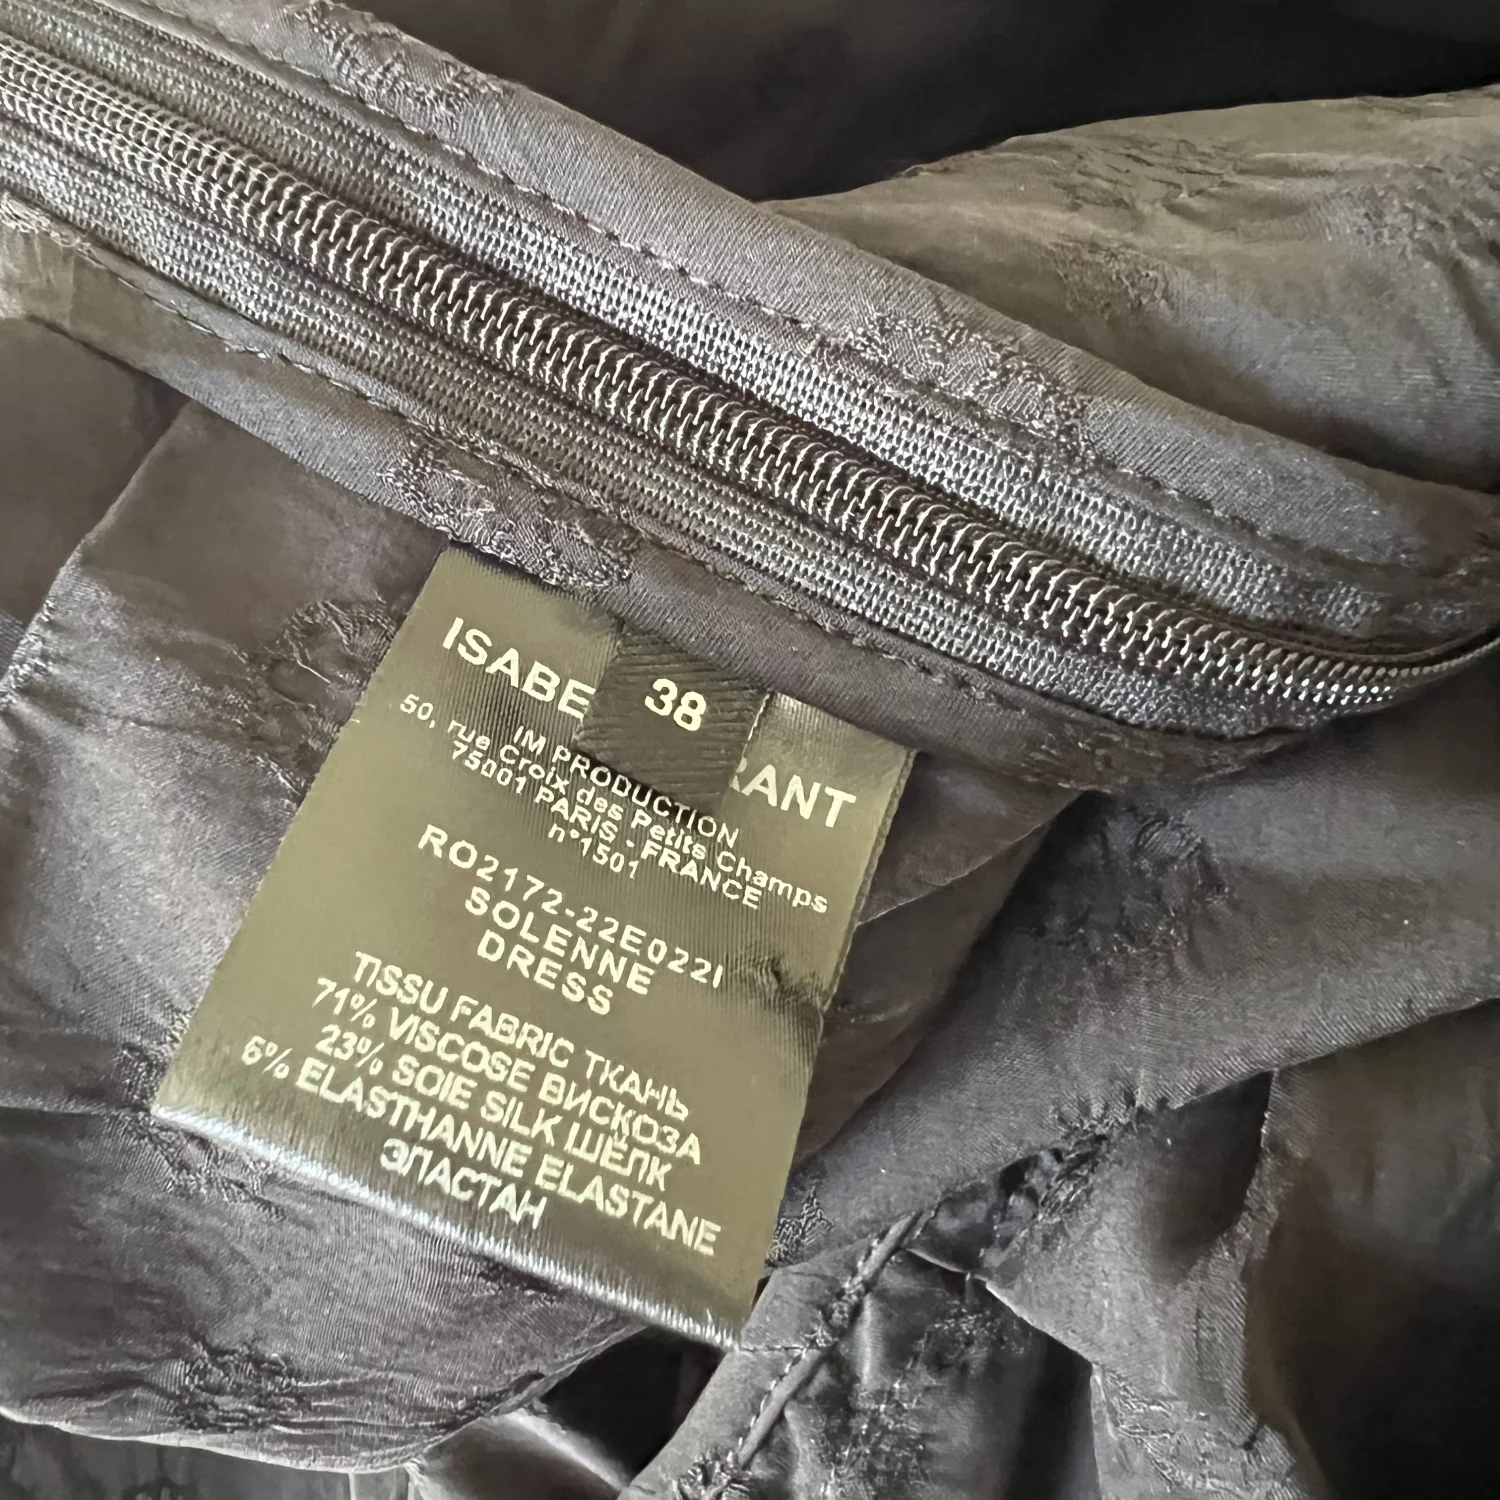 38
ISABE RANT
IM PRODUCTION
50, rue Croix des Petits Champs
75001 PARIS - FRANCE
n° 1501
RO2172-22E022I
SOLENNE
DRESS
TISSU FABRIC ТКАНЬ
71% VISCOSE ВИСКОЗА
23% SOIE SILK ШЁЛК
6% ELASTHANNE ELASTANE
ЭЛАСТАН